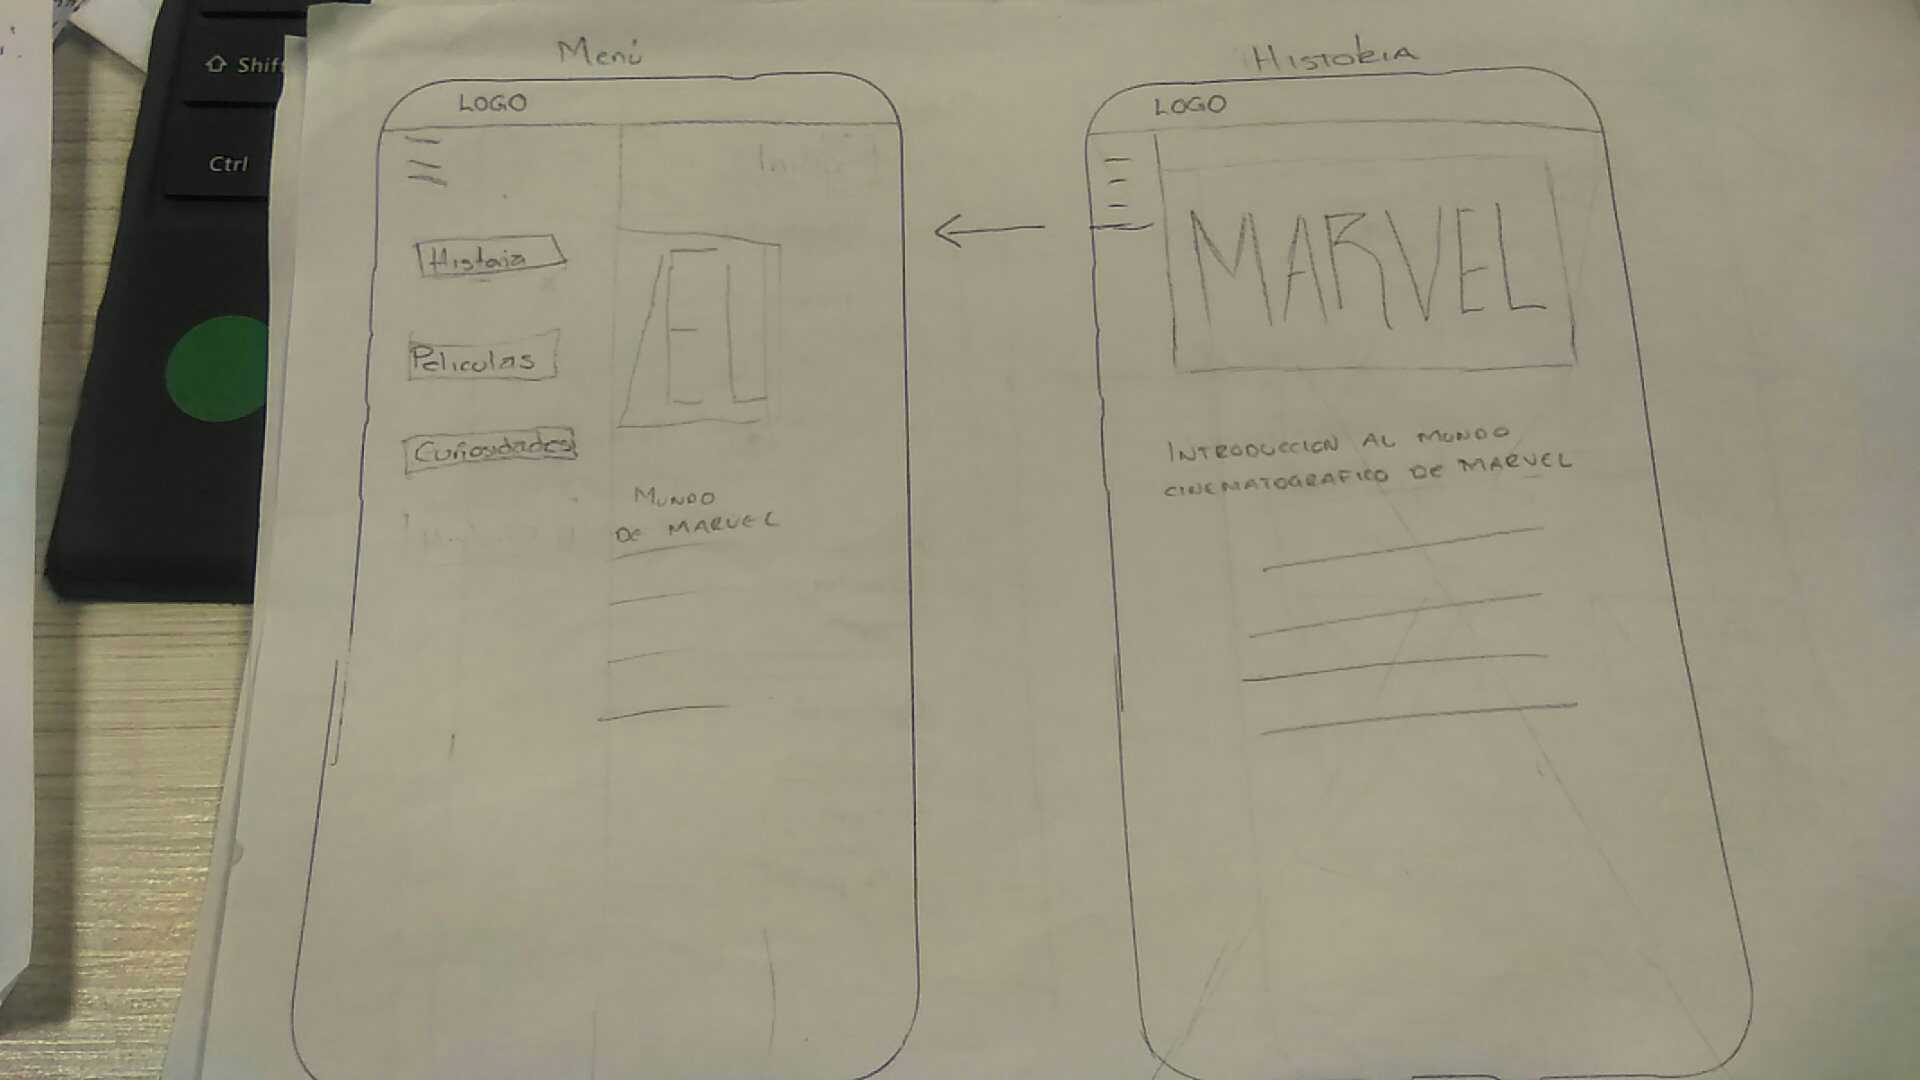 Shift
Ctrl
Menú
LOGO
Historia
Peliculas
Curiosidades
EL
MUNDO
DE MARVEL
HISTORIA
LOGO
MARVEL
INTRODUCCION AL MUNDO
CINEMATOGRAFICO DE MARVEL